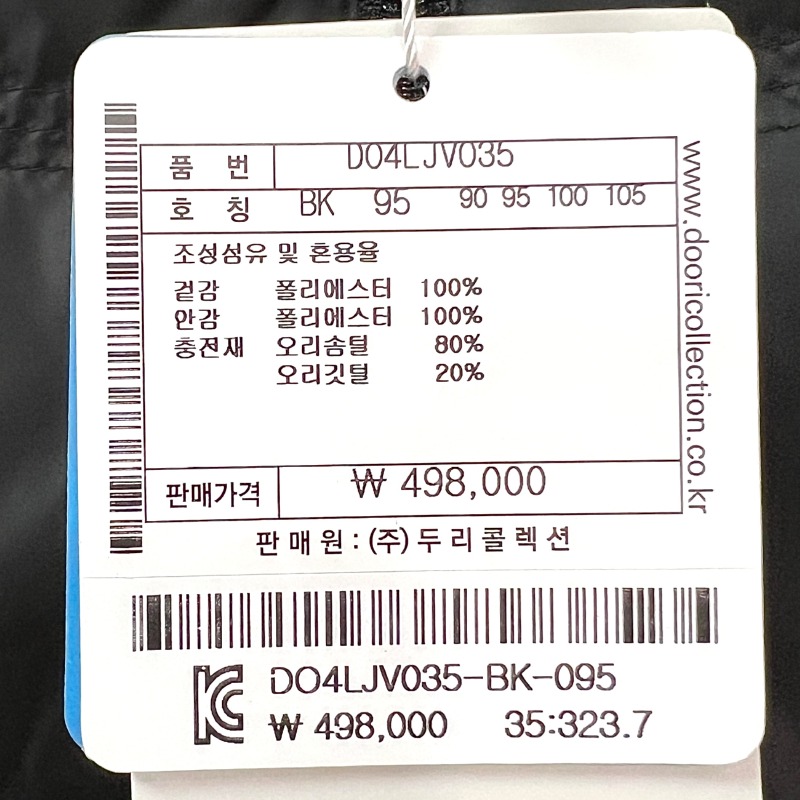 품 번 DO4LJV035
호 칭 BK 95 90 95 100 105
조성섬유 및 혼용율
겉감 폴리에스터 100%
안감 폴리에스터 100%
충전재 오리솜털 80%
오리깃털 20%
판매가격 ₩ 498,000
판매원 : (주)두리콜렉션
www.dooricollection.co.kr
DO4LJV035-BK-095
₩ 498,000 35:323.7